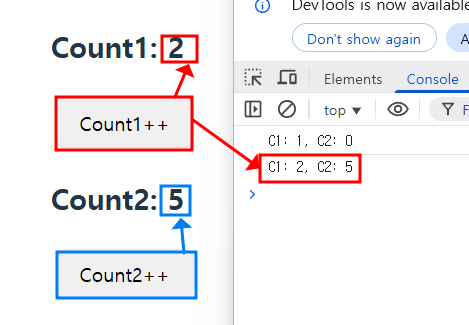 DevTools is now available
Don't show again
Elements
Console
top
C1: 1, C2: 0
C1: 2, C2: 5
Count1: 2
Count1++
Count2: 5
Count2++